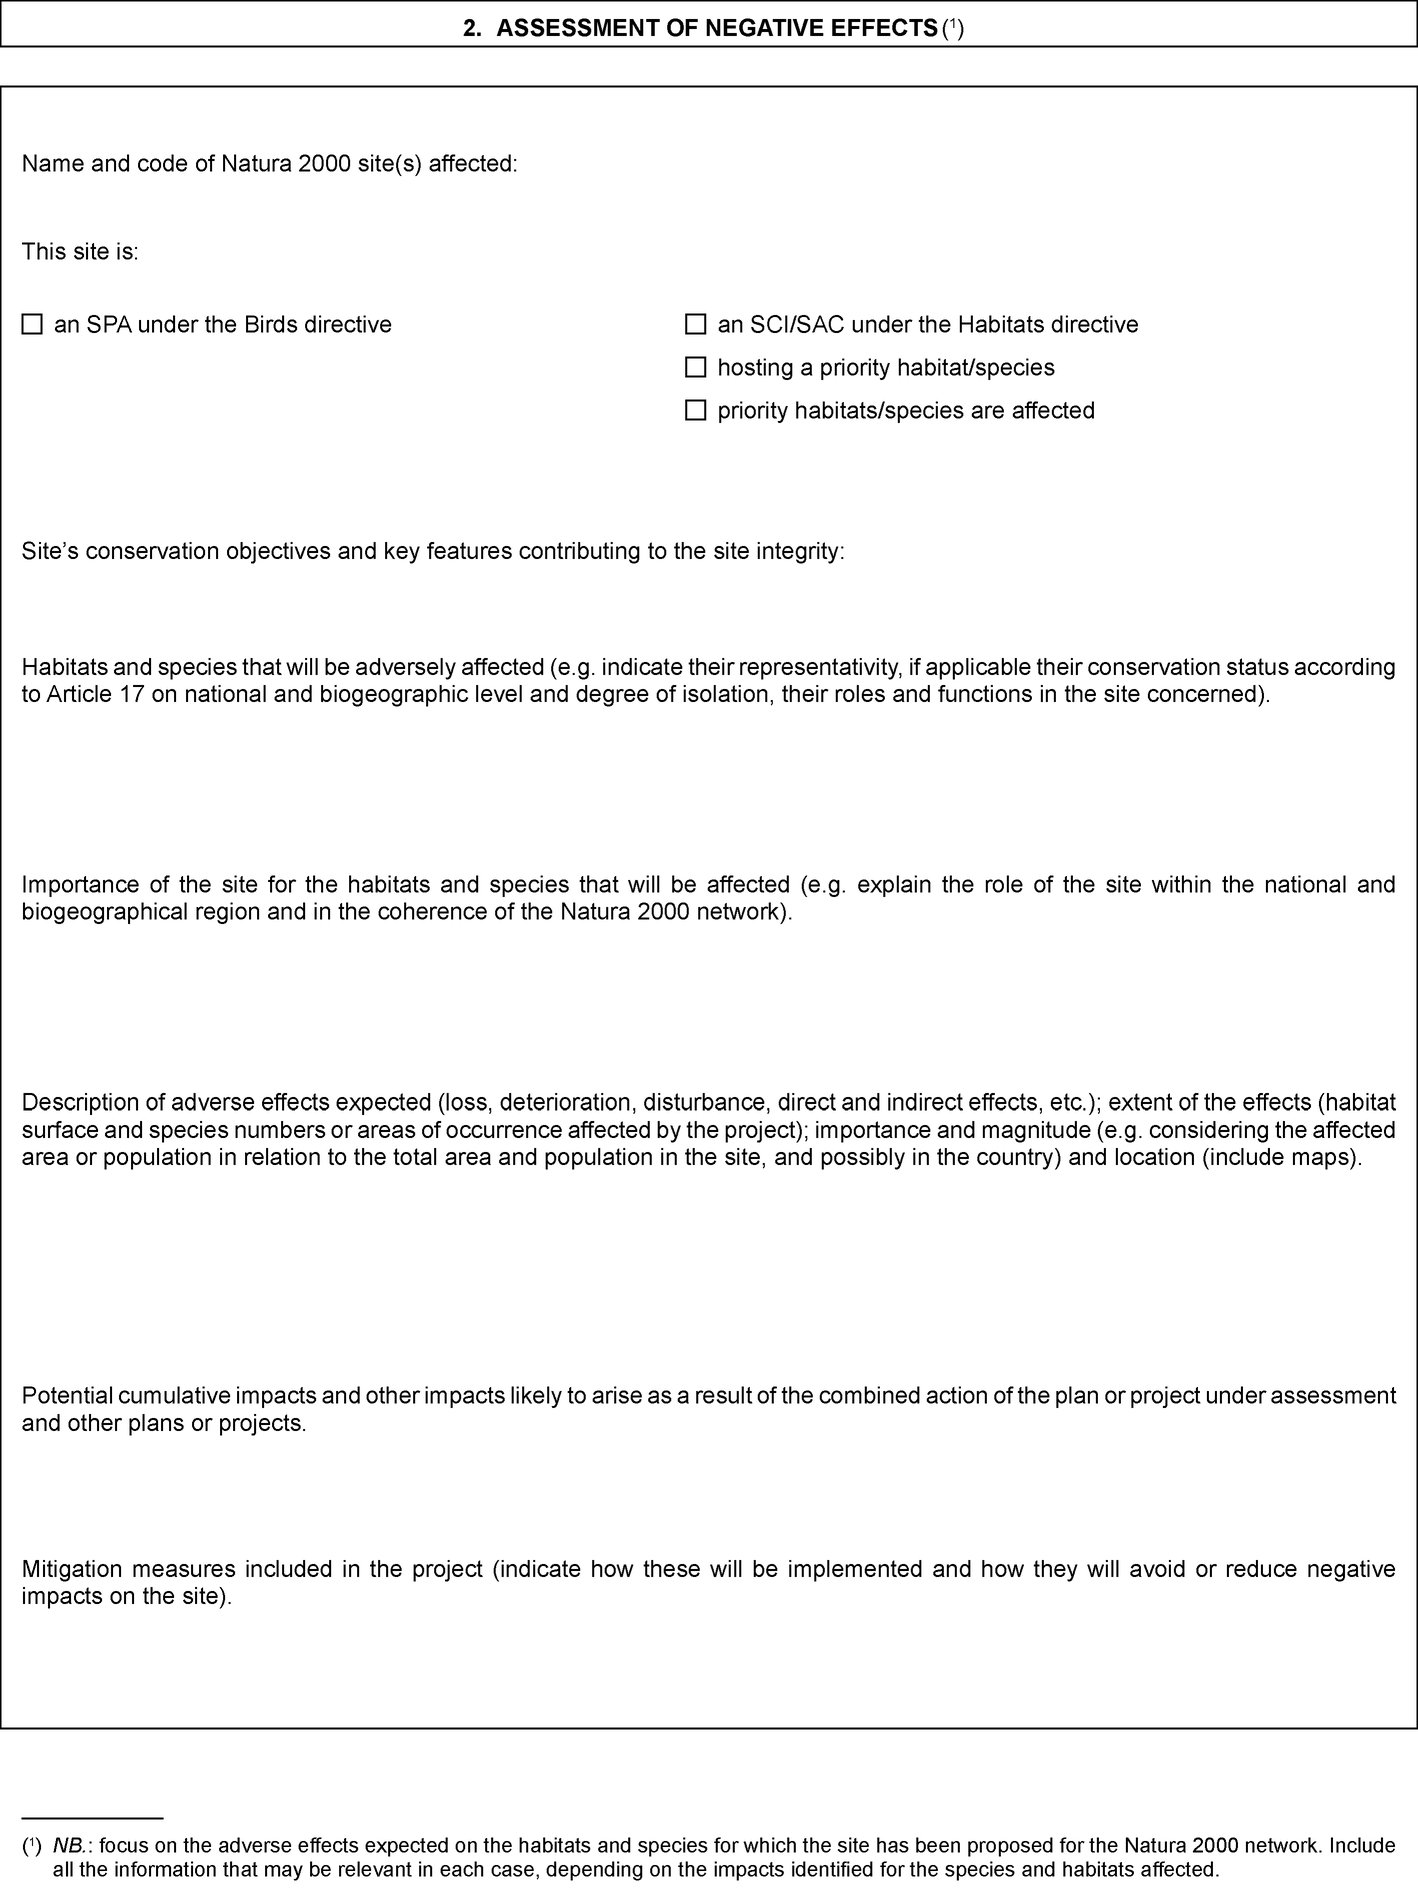 2. ASSESSMENT OF NEGATIVE EFFECTS (¹)
Name and code of Natura 2000 site(s) affected:
This site is:
☐ an SPA under the Birds directive
☐ an SCI/SAC under the Habitats directive
☐ hosting a priority habitat/species
☐ priority habitats/species are affected
Site’s conservation objectives and key features contributing to the site integrity:
Habitats and species that will be adversely affected (e.g. indicate their representativity, if applicable their conservation status according
to Article 17 on national and biogeographic level and degree of isolation, their roles and functions in the site concerned).
Importance of the site for the habitats and species that will be affected (e.g. explain the role of the site within the national and
biogeographical region and in the coherence of the Natura 2000 network).
Description of adverse effects expected (loss, deterioration, disturbance, direct and indirect effects, etc.); extent of the effects (habitat
surface and species numbers or areas of occurrence affected by the project); importance and magnitude (e.g. considering the affected
area or population in relation to the total area and population in the site, and possibly in the country) and location (include maps).
Potential cumulative impacts and other impacts likely to arise as a result of the combined action of the plan or project under assessment
and other plans or projects.
Mitigation measures included in the project (indicate how these will be implemented and how they will avoid or reduce negative
impacts on the site).
(¹) NB.: focus on the adverse effects expected on the habitats and species for which the site has been proposed for the Natura 2000 network. Include
all the information that may be relevant in each case, depending on the impacts identified for the species and habitats affected.